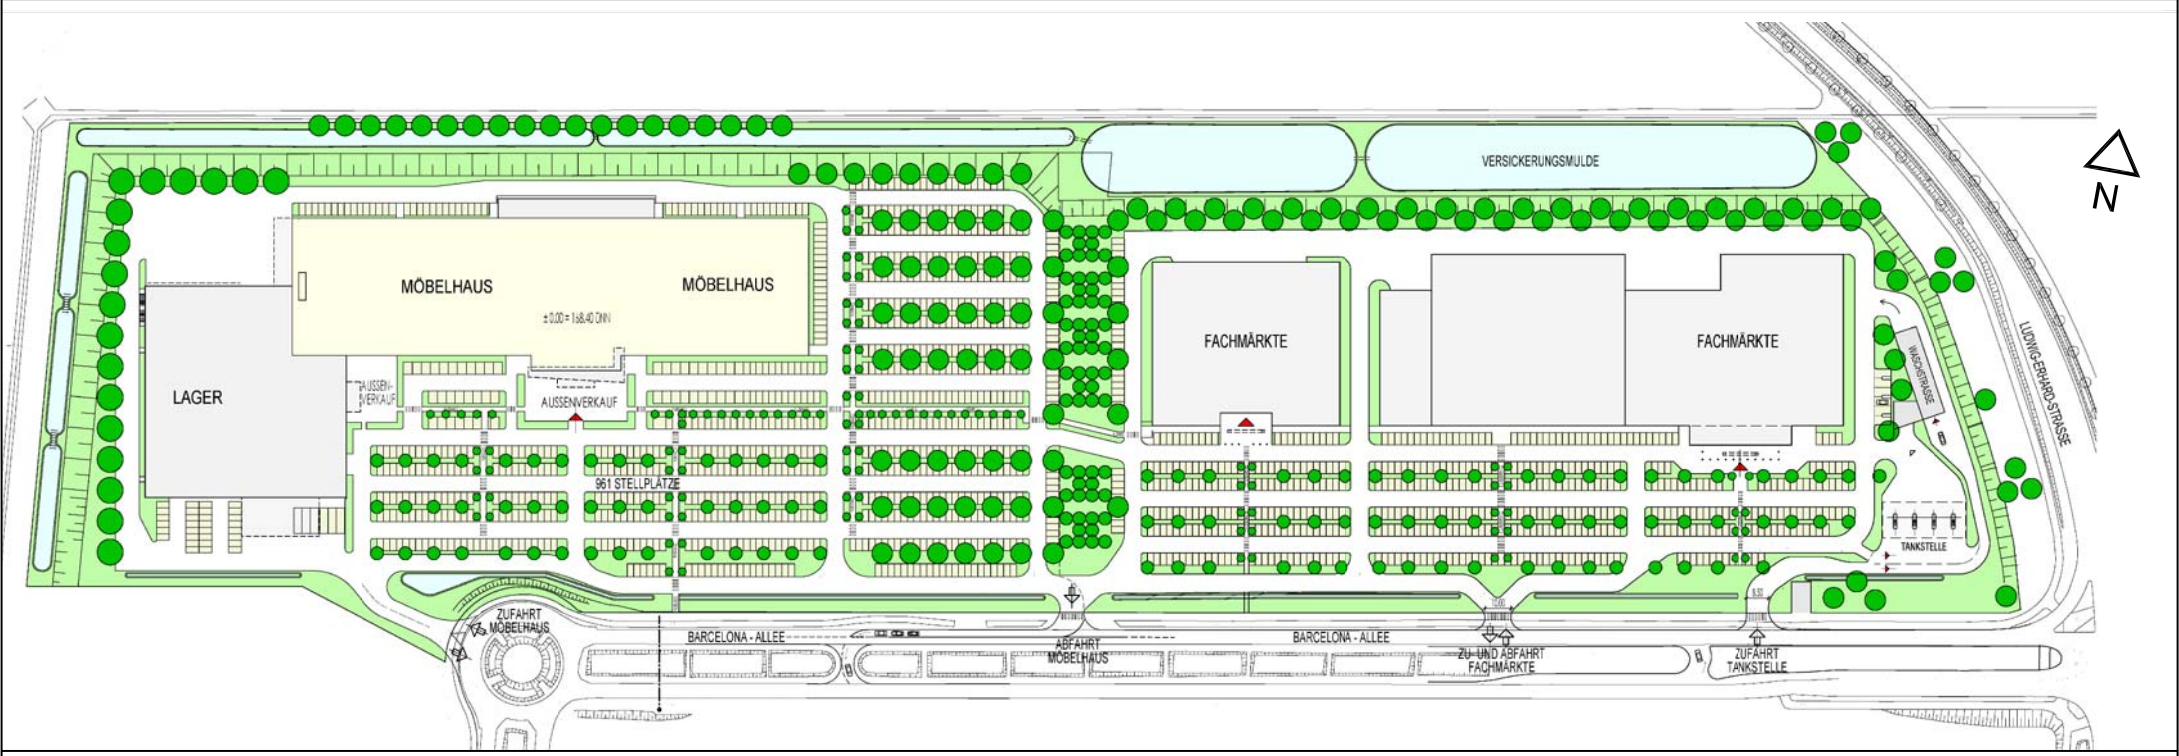 VERSICKERUNGSMULDE
N
MÖBELHAUS
MÖBELHAUS
± 0.00 = 168.40 ÜNN
FACHMÄRKTE
FACHMÄRKTE
LAGER
AUSSEN-
VERKAUF
AUSSENVERKAUF
WASCHSTRASSE
LUDWIG-ERHARD-STRASSE
961 STELLPLÄTZE
TANKSTELLE
ZUFAHRT
MÖBELHAUS
BARCELONA - ALLEE
ABFAHRT
MÖBELHAUS
BARCELONA - ALLEE
ZU- UND ABFAHRT
FACHMÄRKTE
ZUFAHRT
TANKSTELLE